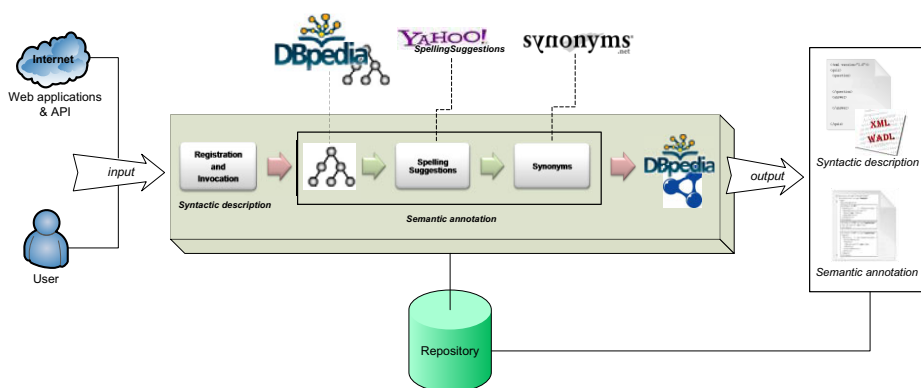 Internet
Web applications
& API
User
input
DBpedia
YAHOO!
SpellingSuggestions
synonyms
.net
Registration
and
Invocation
Syntactic description
Spelling
Suggestions
Synonyms
Semantic annotation
DBpedia
output
XML
WADL
Syntactic description
Semantic annotation
Repository